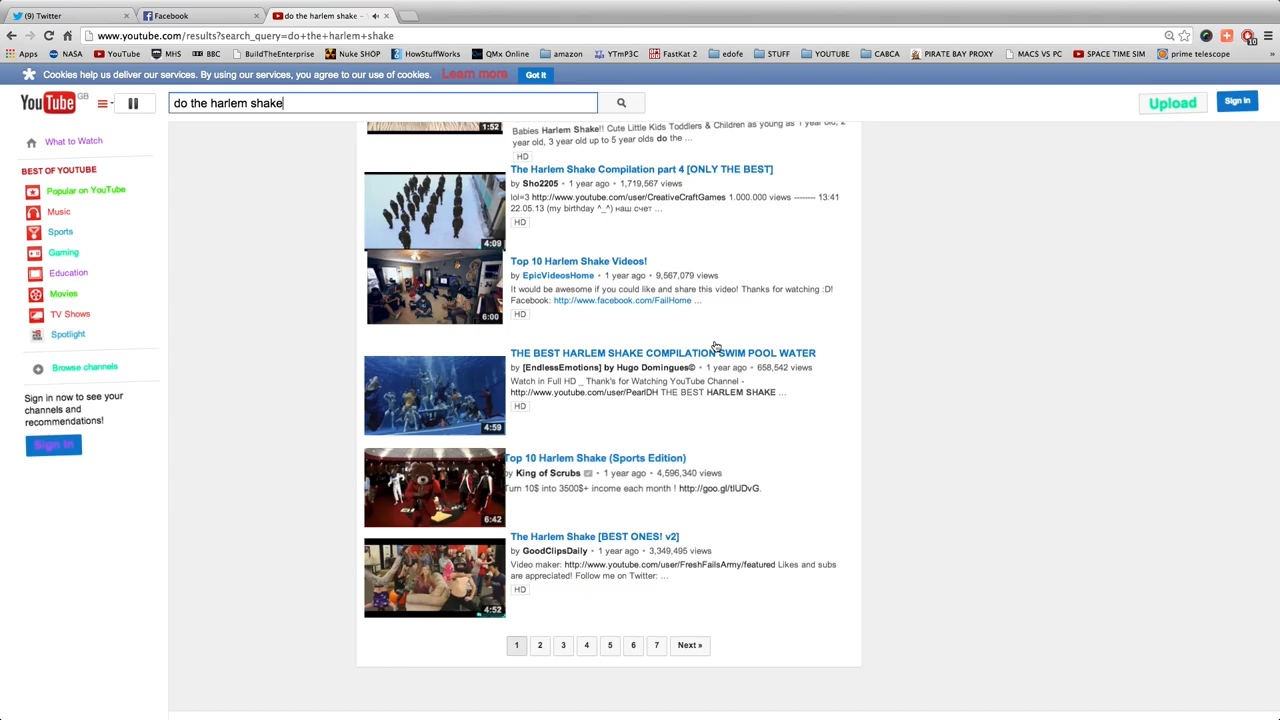 (9) Twitter
Facebook
do the harlem shake –
www.youtube.com/results?search_query=do+the+harlem+shake
Apps NASA YouTube MHS BBC BuildTheEnterprise Nuke SHOP HowStuffWorks QMx Online amazon YTmP3C FastKat 2 edofe STUFF YOUTUBE CABCA PIRATE BAY PROXY MACS VS PC SPACE TIME SIM prime telescope »
Cookies help us deliver our services. By using our services, you agree to our use of cookies. Learn more Got it
YouTube GB
do the harlem shake
Upload
Sign in
What to Watch
BEST OF YOUTUBE
Popular on YouTube
Music
Sports
Gaming
Education
Movies
TV Shows
Spotlight
Browse channels
Sign in now to see your
channels and
recommendations!
Sign in
1:52
Babies Harlem Shake!! Cute Little Kids Toddlers & Children as young as 1 year old, 2
year old, 3 year old up to 5 years old do the ...
HD
The Harlem Shake Compilation part 4 [ONLY THE BEST]
by Sho2205 • 1 year ago • 1,719,567 views
lol=3 http://www.youtube.com/user/CreativeCraftGames 1.000.000 views -------- 13:41
22.05.13 (my birthday ^_^) наш счет ...
HD
4:09
Top 10 Harlem Shake Videos!
by EpicVideosHome • 1 year ago • 9,567,079 views
It would be awesome if you could like and share this video! Thanks for watching :D!
Facebook: http://www.facebook.com/FailHome ...
HD
6:00
THE BEST HARLEM SHAKE COMPILATION SWIM POOL WATER
by [EndlessEmotions] by Hugo Domingues© • 1 year ago • 658,542 views
Watch in Full HD _ Thank's for Watching YouTube Channel -
http://www.youtube.com/user/PearlDH THE BEST HARLEM SHAKE ...
HD
4:59
Top 10 Harlem Shake (Sports Edition)
by King of Scrubs • 1 year ago • 4,596,340 views
Turn 10$ into 3500$+ income each month ! http://goo.gl/tlUDvG.
6:42
The Harlem Shake [BEST ONES! v2]
by GoodClipsDaily • 1 year ago • 3,349,495 views
Video maker: http://www.youtube.com/user/FreshFailsArmy/featured Likes and subs
are appreciated! Follow me on Twitter: ...
HD
4:52
1 2 3 4 5 6 7 Next »